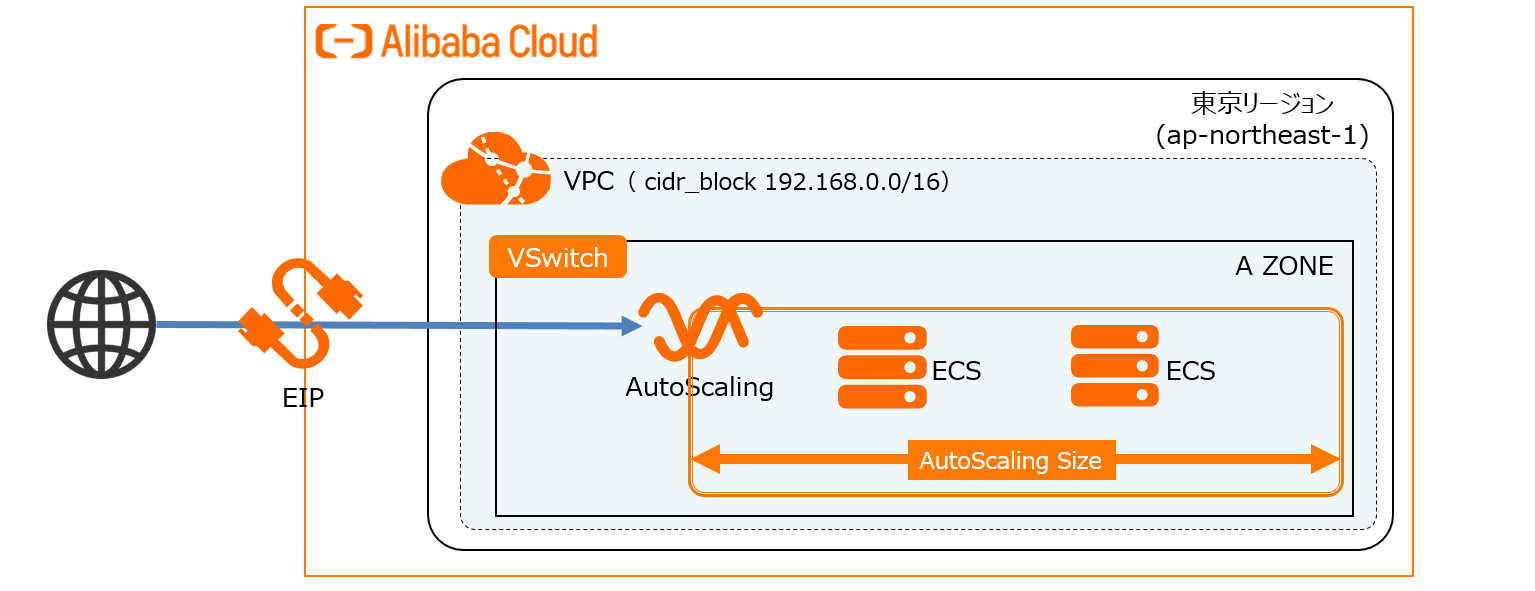 Alibaba Cloud
東京リージョン
(ap-northeast-1)
VPC（ cidr_block 192.168.0.0/16）
VSwitch
A ZONE
EIP
AutoScaling
ECS
ECS
AutoScaling Size